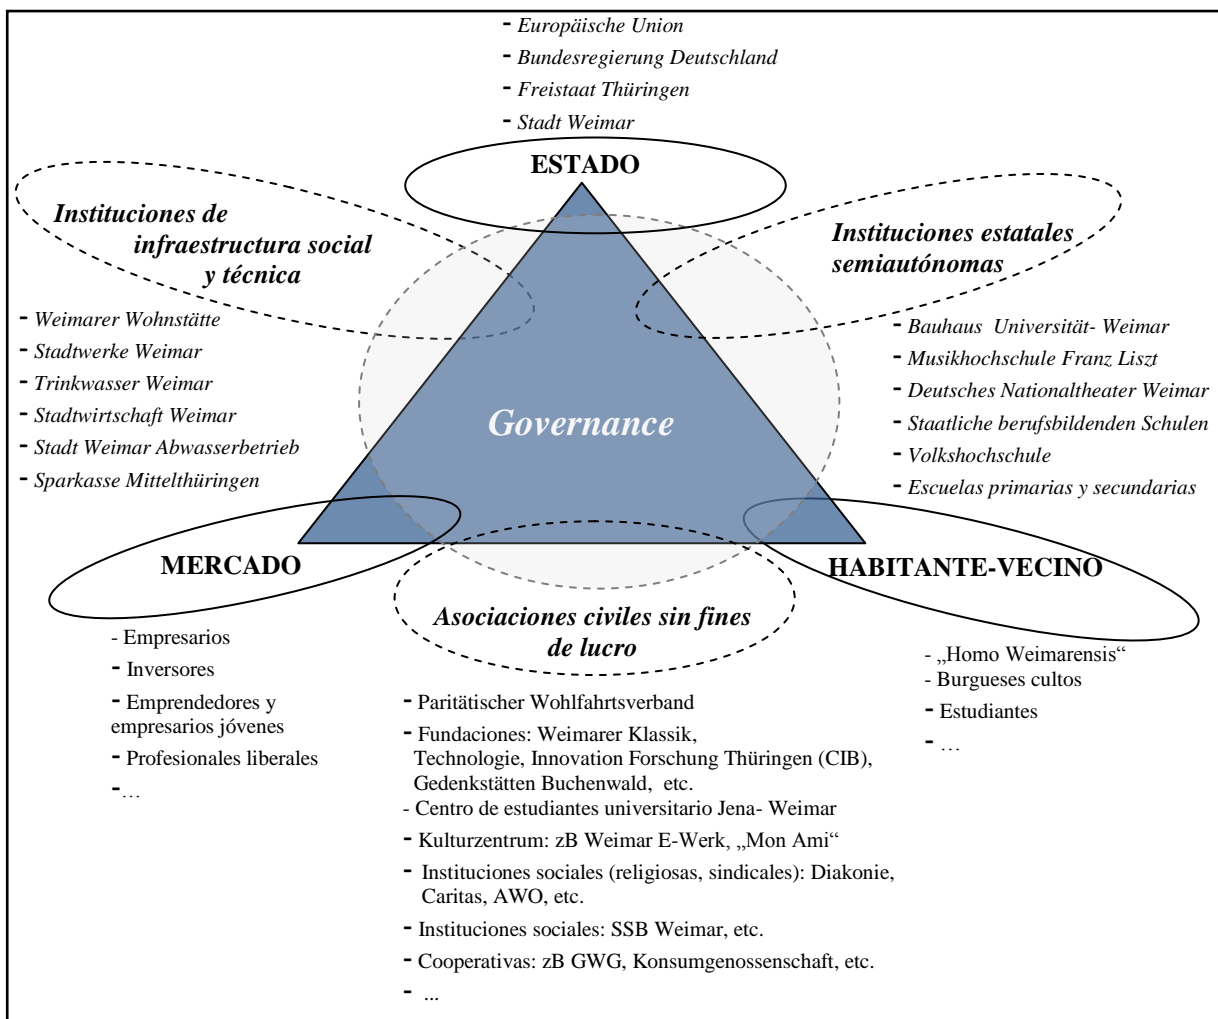 - Europäische Union
- Bundesregierung Deutschland
- Freistaat Thüringen
- Stadt Weimar
ESTADO
Instituciones de
infraestructura social
y técnica
Instituciones estatales
semiautónomas
- Weimarer Wohnstätte
- Stadtwerke Weimar
- Trinkwasser Weimar
- Stadtwirtschaft Weimar
- Stadt Weimar Abwasserbetrieb
- Sparkasse Mittelthüringen
- Bauhaus Universität- Weimar
- Musikhochschule Franz Liszt
- Deutsches Nationaltheater Weimar
- Staatliche berufsbildenden Schulen
- Volkshochschule
- Escuelas primarias y secundarias
Governance
MERCADO
HABITANTE-VECINO
Asociaciones civiles sin fines
de lucro
- Empresarios
- Inversores
- Emprendedores y
empresarios jóvenes
- Profesionales liberales
-…
- Paritätischer Wohlfahrtsverband
- Fundaciones: Weimarer Klassik,
Technologie, Innovation Forschung Thüringen (CIB),
Gedenkstätten Buchenwald, etc.
- Centro de estudiantes universitario Jena- Weimar
- Kulturzentrum: zB Weimar E-Werk, „Mon Ami“
- Instituciones sociales (religiosas, sindicales): Diakonie,
Caritas, AWO, etc.
- Instituciones sociales: SSB Weimar, etc.
- Cooperativas: zB GWG, Konsumgenossenschaft, etc.
- ...
- „Homo Weimarensis“
- Burgueses cultos
- Estudiantes
- …